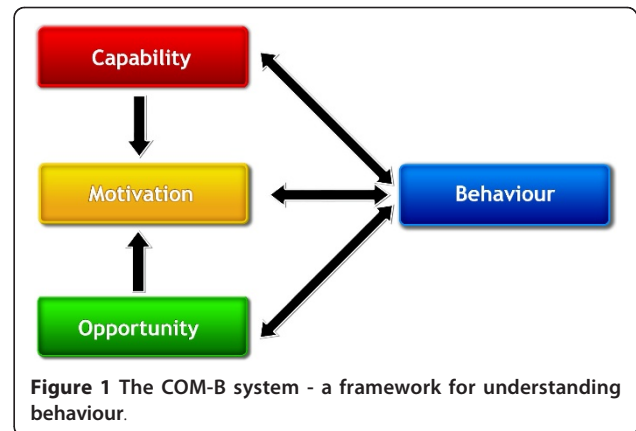 Capability
Motivation
Behaviour
Opportunity
Figure 1 The COM-B system - a framework for understanding
behaviour.